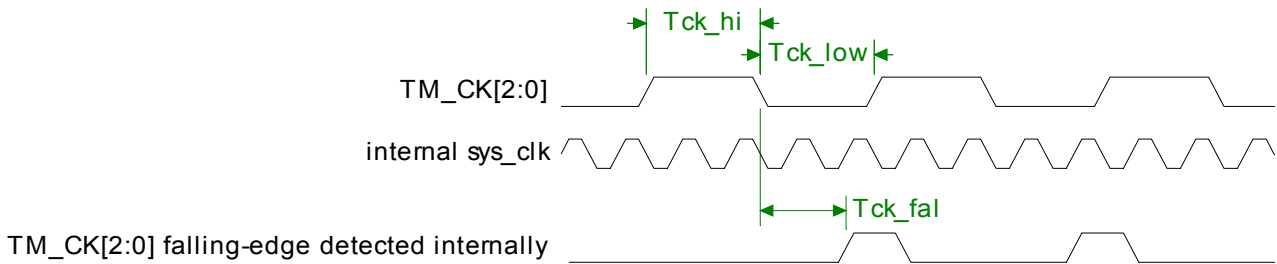 Tck_hi
Tck_low
TM_CK[2:0]
internal sys_clk
Tck_fal
TM_CK[2:0] falling-edge detected internally